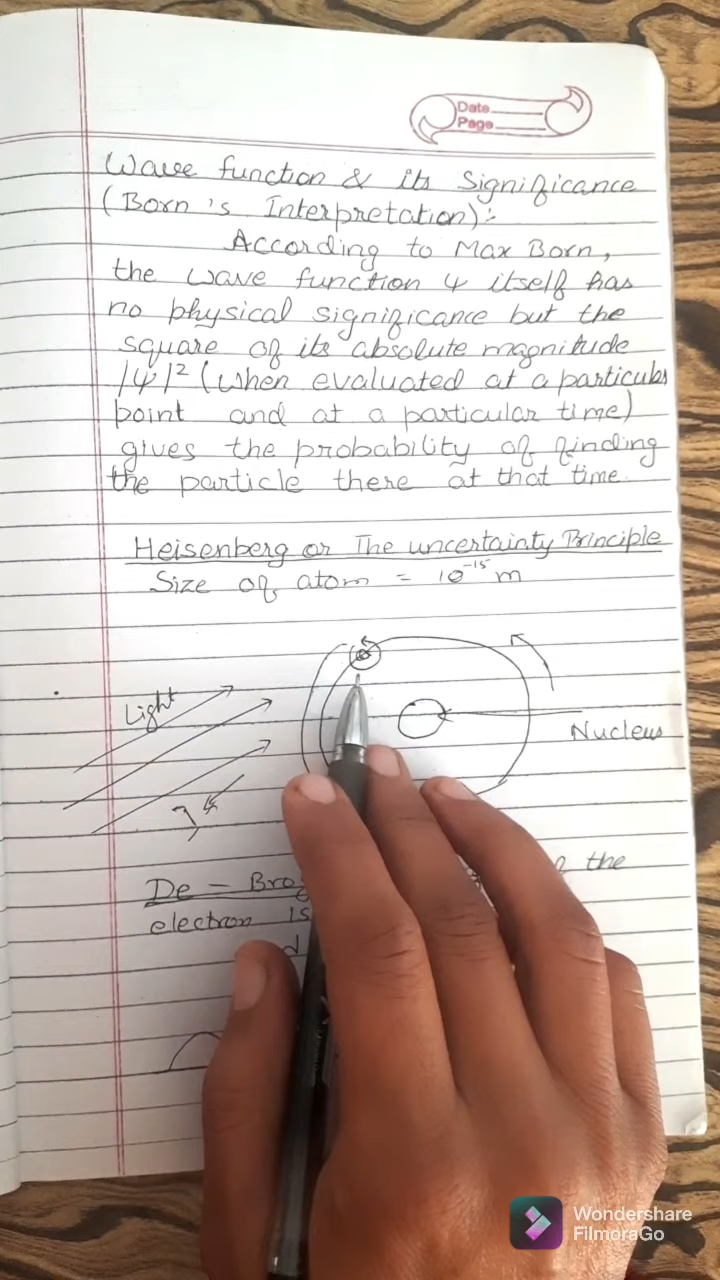 Date
Page
Wave function & its Significance
(Born's Interpretation):-
According to Max Born,
the wave function ψ itself has
no physical significance but the
square of its absolute magnitude
|ψ|² (when evaluated at a particular
point and at a particular time)
gives the probability of finding
the particle there at that time.
Heisenberg or The uncertainty Principle
Size of atom = 10⁻¹⁵ m
Light
Nucleus
the
De - Bro
electron is
d
Wondershare
FilmoraGo